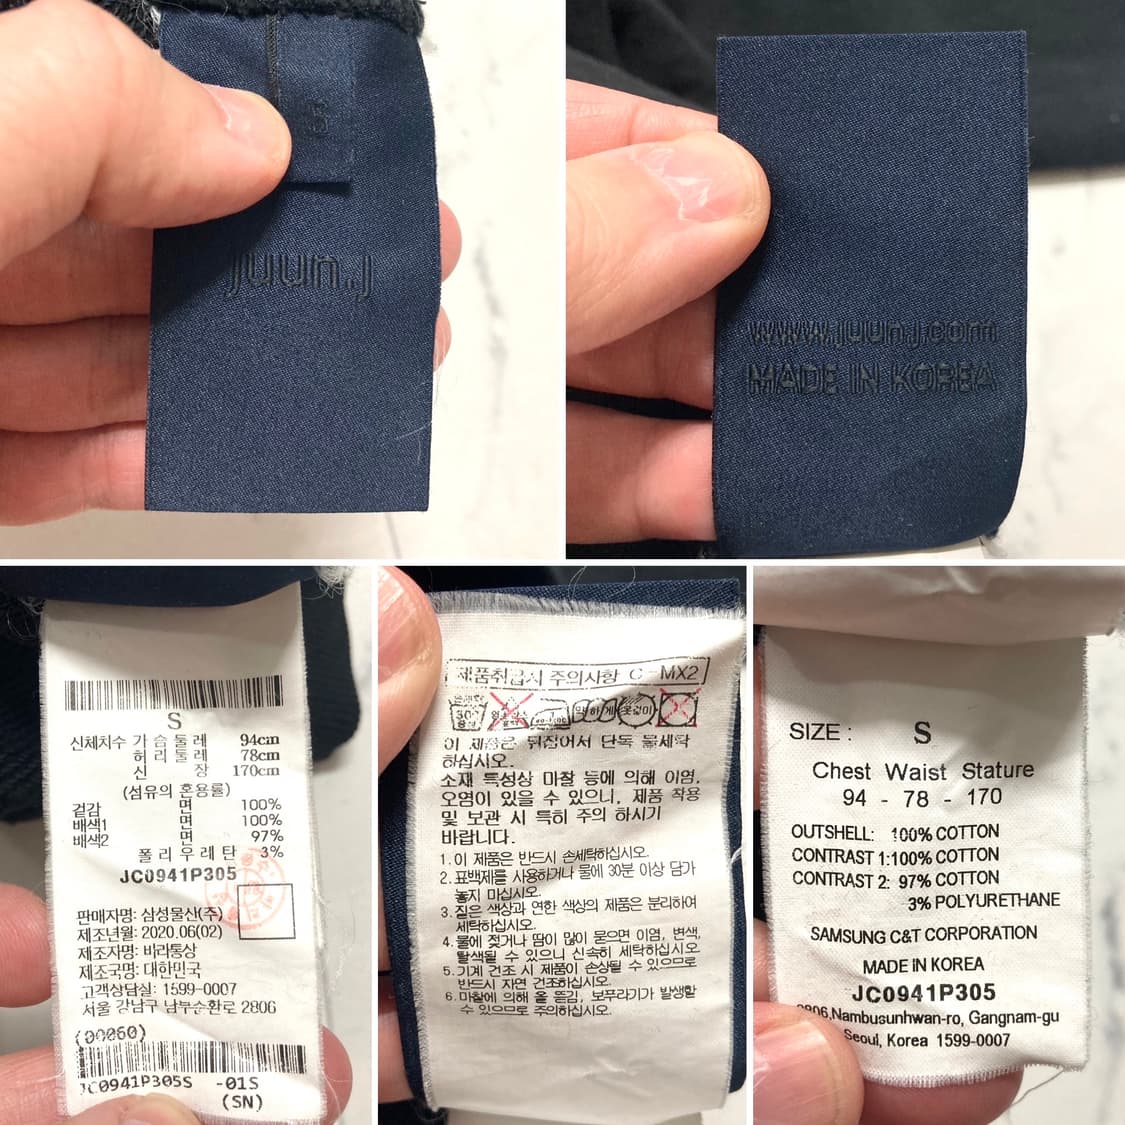 S
juun.j
www.juunj.com
MADE IN KOREA
S
신체치수 가 슴 둘 레 94cm
허 리 둘 레 78cm
신 장 170cm
(섬유의 혼용률)
겉감 면 100%
배색1 면 100%
배색2 면 97%
폴 리 우 레 탄 3%
JC0941P305
판매자명: 삼성물산(주)
제조년월: 2020.06(02)
제조자명: 바라통상
제조국명: 대한민국
고객상담실: 1599-0007
서울 강남구 남부순환로 2806
(00060)
JC0941P305S -01S
(SN)
제품취급시 주의사항 C-MX2
약하게
이 제품은 뒤집어서 단독 물세탁
하십시오.
소재 특성상 마찰 등에 의해 이염,
오염이 있을 수 있으니, 제품 착용
및 보관 시 특히 주의 하시기
바랍니다.
1. 이 제품은 반드시 손세탁하십시오.
2. 표백제를 사용하거나 물에 30분 이상 담가
놓지 마십시오.
3. 짙은 색상과 연한 색상의 제품은 분리하여
세탁하십시오.
4. 물에 젖거나 땀이 많이 묻으면 이염, 변색,
탈색될 수 있으니 신속히 세탁하십시오.
5. 기계 건조 시 제품이 손상될 수 있으므로
반드시 자연 건조하십시오.
6. 마찰에 의해 올 뜯김, 보푸라기가 발생할
수 있으므로 주의하십시오.
SIZE : S
Chest Waist Stature
94 - 78 - 170
OUTSHELL: 100% COTTON
CONTRAST 1:100% COTTON
CONTRAST 2: 97% COTTON
3% POLYURETHANE
SAMSUNG C&T CORPORATION
MADE IN KOREA
JC0941P305
2806,Nambusunhwan-ro, Gangnam-gu
Seoul, Korea 1599-0007